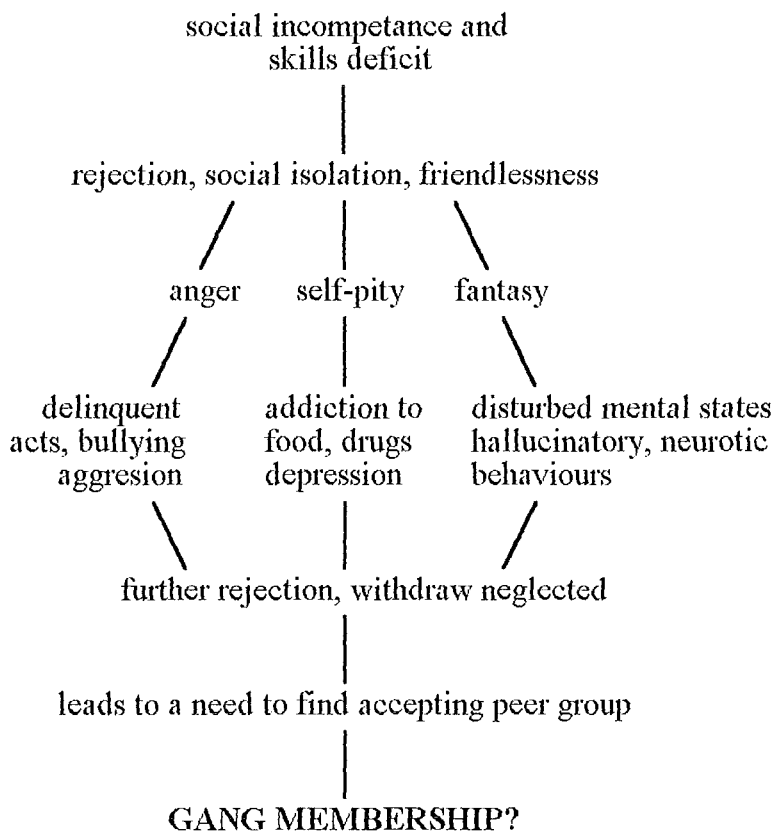 social incompetance and
skills deficit
rejection, social isolation, friendlessness
anger
self-pity
fantasy
delinquent
acts, bullying
aggresion
addiction to
food, drugs
depression
disturbed mental states
hallucinatory, neurotic
behaviours
further rejection, withdraw neglected
leads to a need to find accepting peer group
GANG MEMBERSHIP?